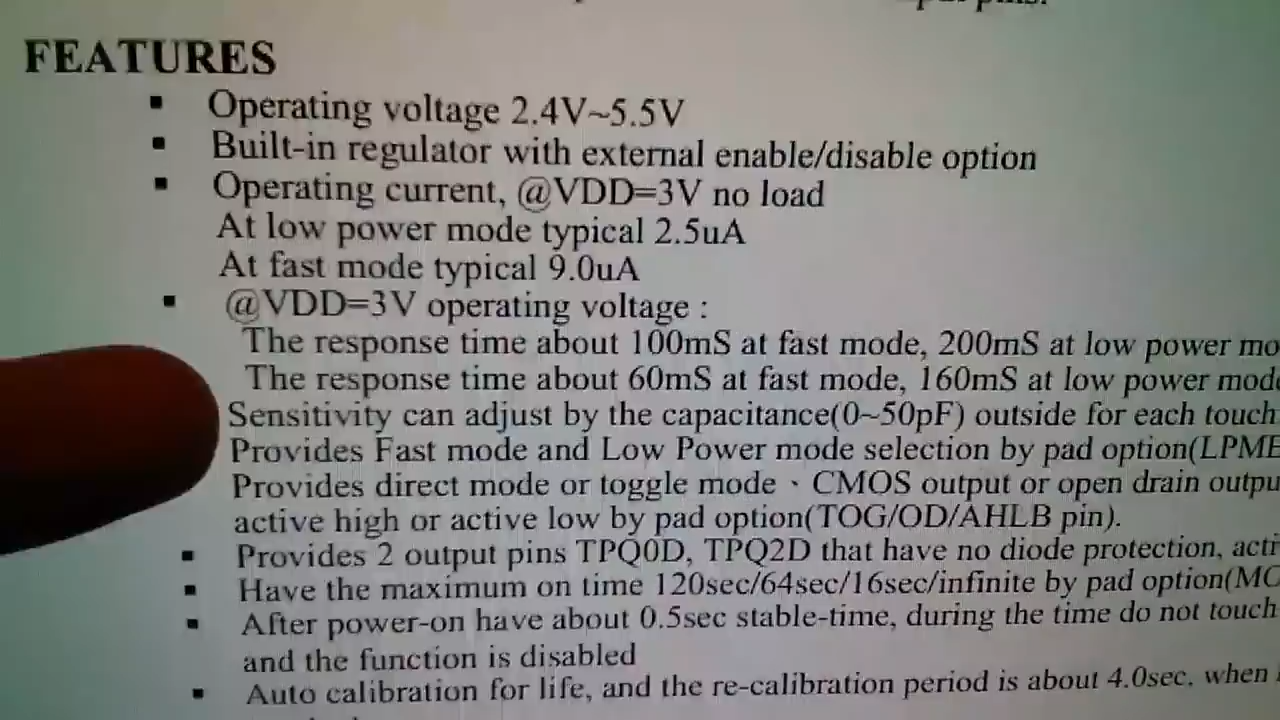 FEATURES
▪ Operating voltage 2.4V~5.5V
▪ Built-in regulator with external enable/disable option
▪ Operating current, @VDD=3V no load
At low power mode typical 2.5uA
At fast mode typical 9.0uA
▪ @VDD=3V operating voltage :
The response time about 100mS at fast mode, 200mS at low power mo
The response time about 60mS at fast mode, 160mS at low power mode
Sensitivity can adjust by the capacitance(0~50pF) outside for each touch
Provides Fast mode and Low Power mode selection by pad option(LPME
Provides direct mode or toggle mode、CMOS output or open drain outpu
active high or active low by pad option(TOG/OD/AHLB pin).
▪ Provides 2 output pins TPQ0D, TPQ2D that have no diode protection, acti
▪ Have the maximum on time 120sec/64sec/16sec/infinite by pad option(MO
▪ After power-on have about 0.5sec stable-time, during the time do not touch
and the function is disabled
▪ Auto calibration for life, and the re-calibration period is about 4.0sec, when